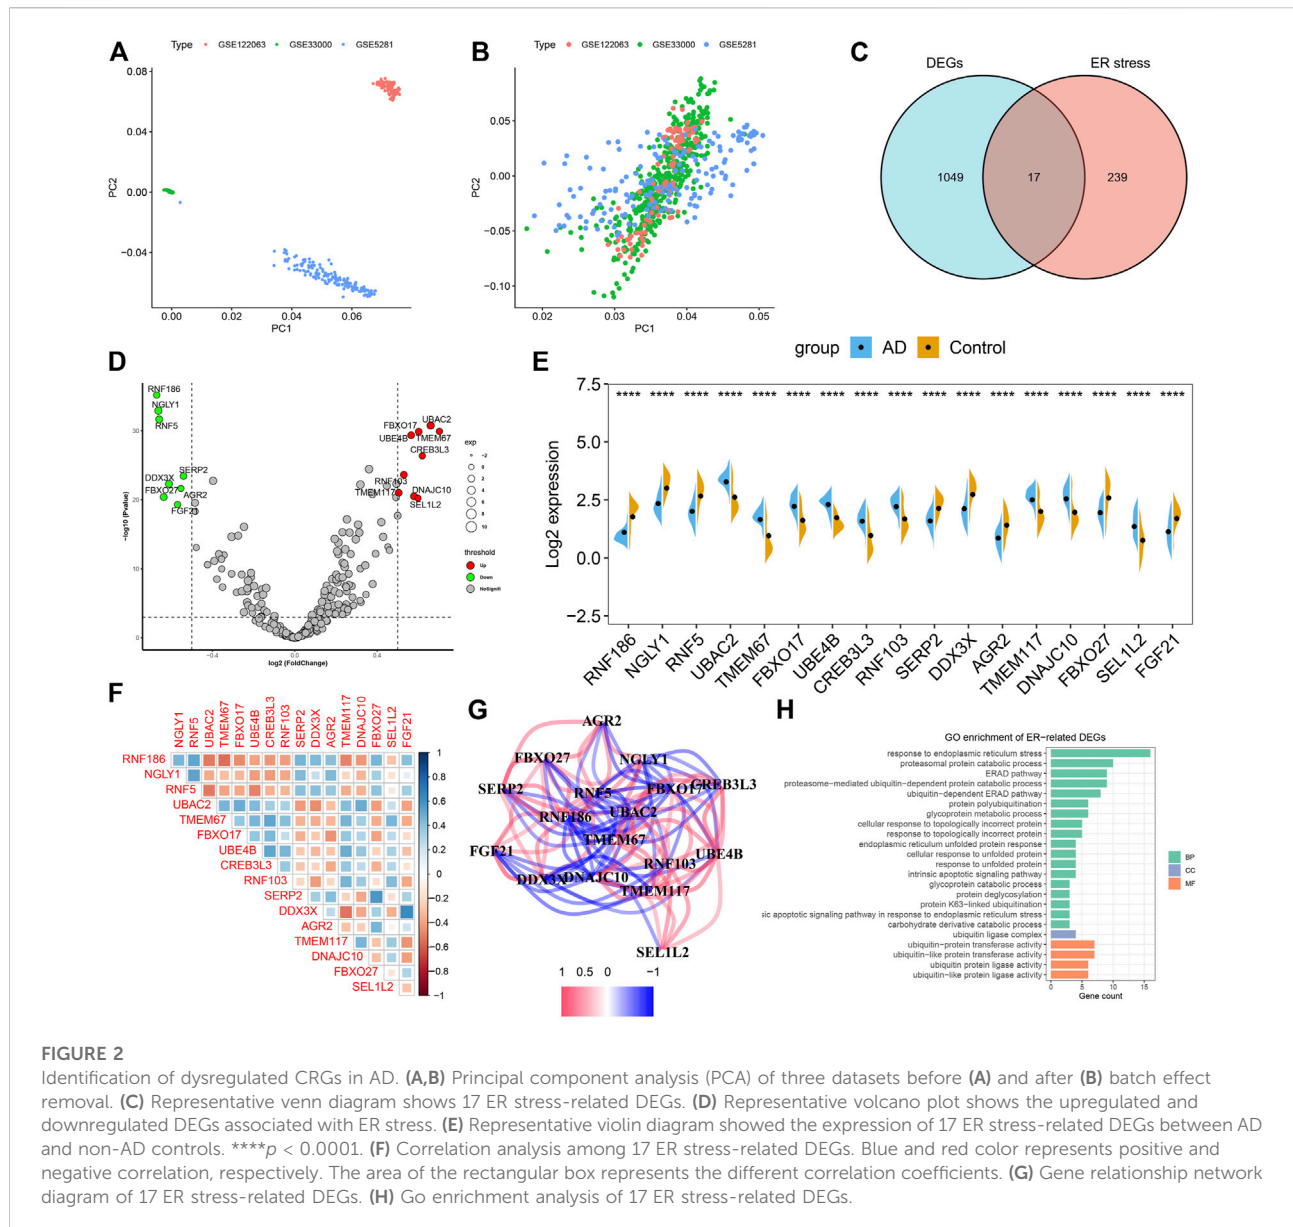 A
Type GSE122063 GSE33000 GSE5281
0.08
0.04
0.00
−0.04
PC2
0.00 0.02 0.04 0.06
PC1
B
Type GSE122063 GSE33000 GSE5281
0.05
0.00
−0.05
−0.10
PC2
0.02 0.03 0.04 0.05
PC1
C
DEGs ER stress
1049 17 239
D
RNF186
NGLY1
RNF5
SERP2
DDX3X
FBXO27
AGR2
FGF21
UBAC2
FBXO17
UBE4B
TMEM67
CREB3L3
RNF103
TMEM117
DNAJC10
SEL1L2
30
20
10
0
−log10 (Pvalue)
−0.4 0.0 0.4
log2 (FoldChange)
exp
−2
0
2
4
6
8
10
threshold
Up
Down
NoSignifi
E
group AD Control
7.5
5.0
2.5
0.0
−2.5
Log2 expression
**** **** **** **** **** **** **** **** **** **** **** **** **** **** **** **** ****
RNF186 NGLY1 RNF5 UBAC2 TMEM67 FBXO17 UBE4B CREB3L3 RNF103 SERP2 DDX3X AGR2 TMEM117 DNAJC10 FBXO27 SEL1L2 FGF21
F
NGLY1 RNF5 UBAC2 TMEM67 FBXO17 UBE4B CREB3L3 RNF103 SERP2 DDX3X AGR2 TMEM117 DNAJC10 FBXO27 SEL1L2 FGF21
RNF186
NGLY1
RNF5
UBAC2
TMEM67
FBXO17
UBE4B
CREB3L3
RNF103
SERP2
DDX3X
AGR2
TMEM117
DNAJC10
FBXO27
SEL1L2
1
0.8
0.6
0.4
0.2
0
−0.2
−0.4
−0.6
−0.8
−1
G
AGR2
FBXO27
NGLY1
SERP2
RNF5
FBXO17
CREB3L3
RNF186
UBAC2
TMEM67
FGF21
RNF103
UBE4B
DDX3X
DNAJC10
TMEM117
SEL1L2
1 0.5 0 −1
H
GO enrichment of ER−related DEGs
response to endoplasmic reticulum stress
proteasomal protein catabolic process
ERAD pathway
proteasome−mediated ubiquitin−dependent protein catabolic process
ubiquitin−dependent ERAD pathway
protein polyubiquitination
glycoprotein metabolic process
cellular response to topologically incorrect protein
response to topologically incorrect protein
endoplasmic reticulum unfolded protein response
cellular response to unfolded protein
response to unfolded protein
intrinsic apoptotic signaling pathway
glycoprotein catabolic process
protein deglycosylation
protein K63−linked ubiquitination
sic apoptotic signaling pathway in response to endoplasmic reticulum stress
carbohydrate derivative catabolic process
ubiquitin ligase complex
ubiquitin−protein transferase activity
ubiquitin−like protein transferase activity
ubiquitin protein ligase activity
ubiquitin−like protein ligase activity
0 5 10 15
Gene count
BP
CC
MF
FIGURE 2
Identification of dysregulated CRGs in AD. (A,B) Principal component analysis (PCA) of three datasets before (A) and after (B) batch effect
removal. (C) Representative venn diagram shows 17 ER stress-related DEGs. (D) Representative volcano plot shows the upregulated and
downregulated DEGs associated with ER stress. (E) Representative violin diagram showed the expression of 17 ER stress-related DEGs between AD
and non-AD controls. ****p < 0.0001. (F) Correlation analysis among 17 ER stress-related DEGs. Blue and red color represents positive and
negative correlation, respectively. The area of the rectangular box represents the different correlation coefficients. (G) Gene relationship network
diagram of 17 ER stress-related DEGs. (H) Go enrichment analysis of 17 ER stress-related DEGs.